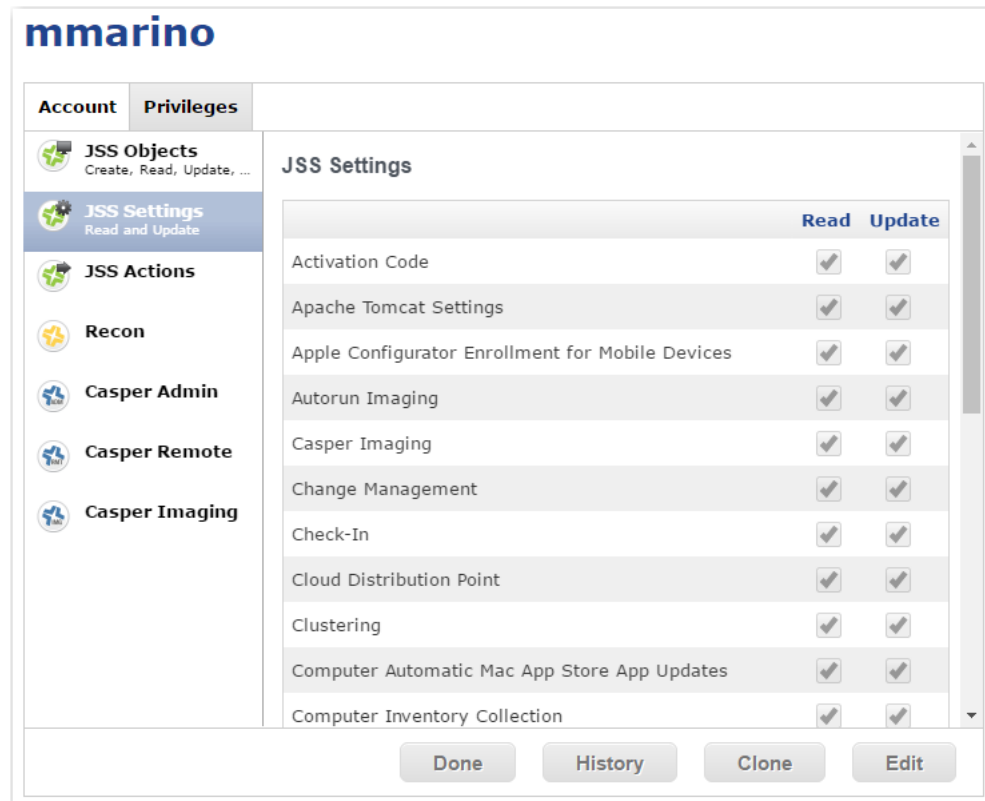 mmarino
Account Privileges
JSS Objects
Create, Read, Update, ...
JSS Settings
Read and Update
JSS Actions
Recon
Casper Admin
Casper Remote
Casper Imaging
JSS Settings
Read Update
Activation Code
Apache Tomcat Settings
Apple Configurator Enrollment for Mobile Devices
Autorun Imaging
Casper Imaging
Change Management
Check-In
Cloud Distribution Point
Clustering
Computer Automatic Mac App Store App Updates
Computer Inventory Collection
Done History Clone Edit